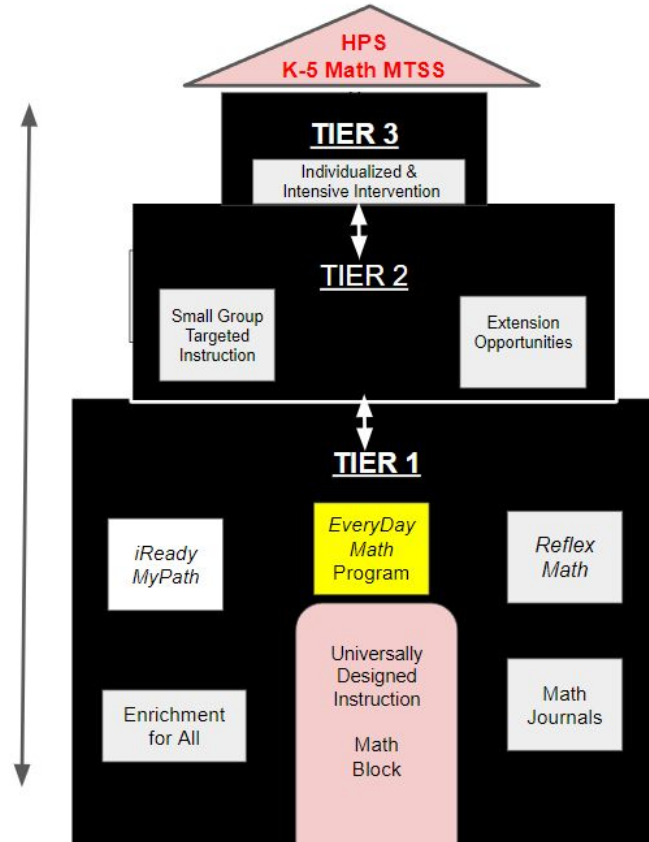 HPS
K-5 Math MTSS
TIER 3
Individualized &
Intensive Intervention
TIER 2
Small Group
Targeted
Instruction
Extension
Opportunities
TIER 1
iReady
MyPath
EveryDay
Math
Program
Reflex
Math
Enrichment
for All
Universally
Designed
Instruction
Math
Block
Math
Journals